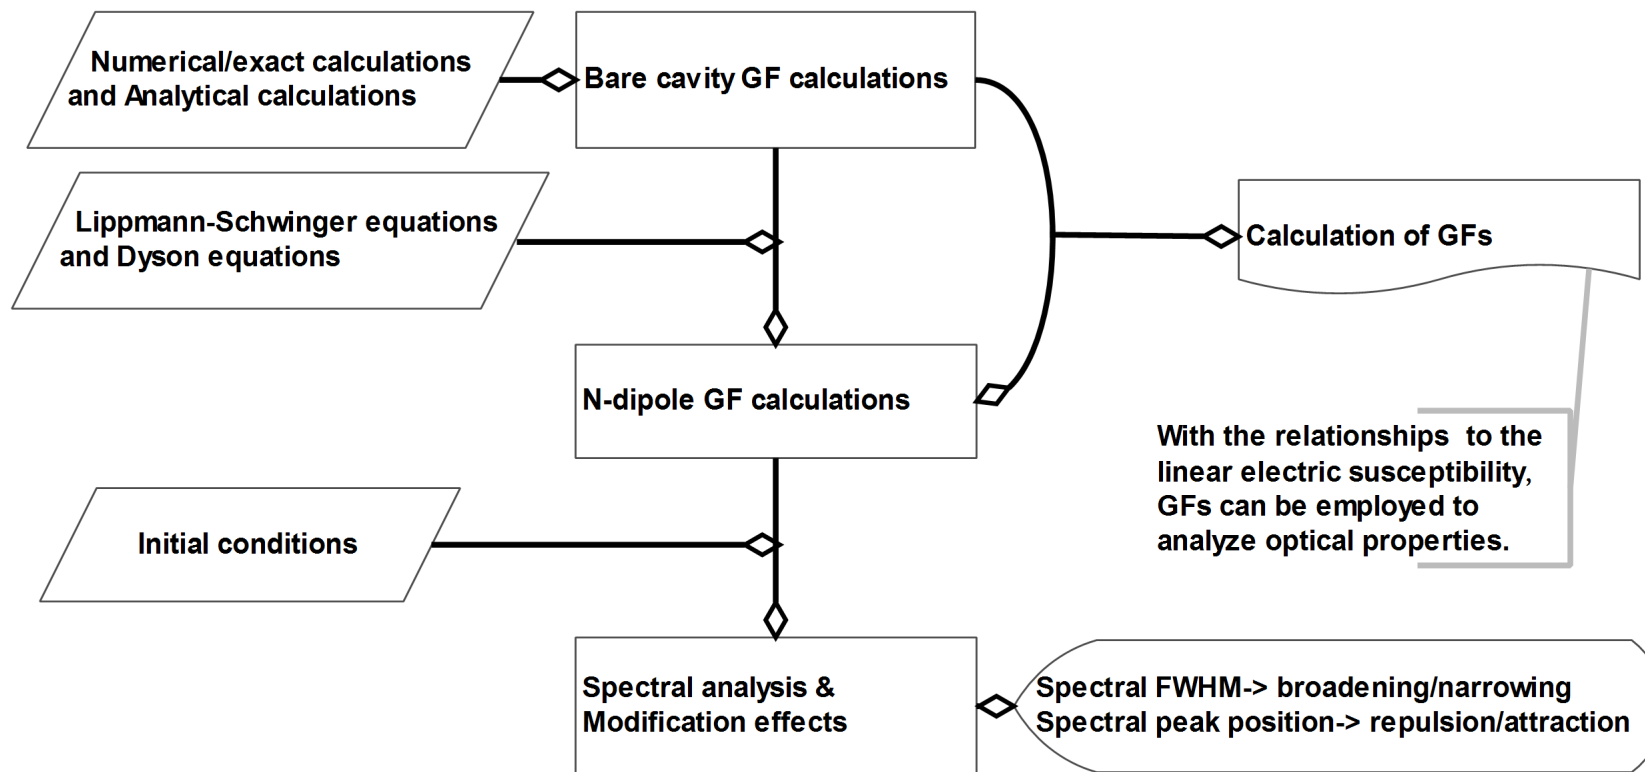 Numerical/exact calculations
and Analytical calculations
Bare cavity GF calculations
Lippmann-Schwinger equations
and Dyson equations
Calculation of GFs
N-dipole GF calculations
With the relationships to the
linear electric susceptibility,
GFs can be employed to
analyze optical properties.
Initial conditions
Spectral analysis &
Modification effects
Spectral FWHM-> broadening/narrowing
Spectral peak position-> repulsion/attraction